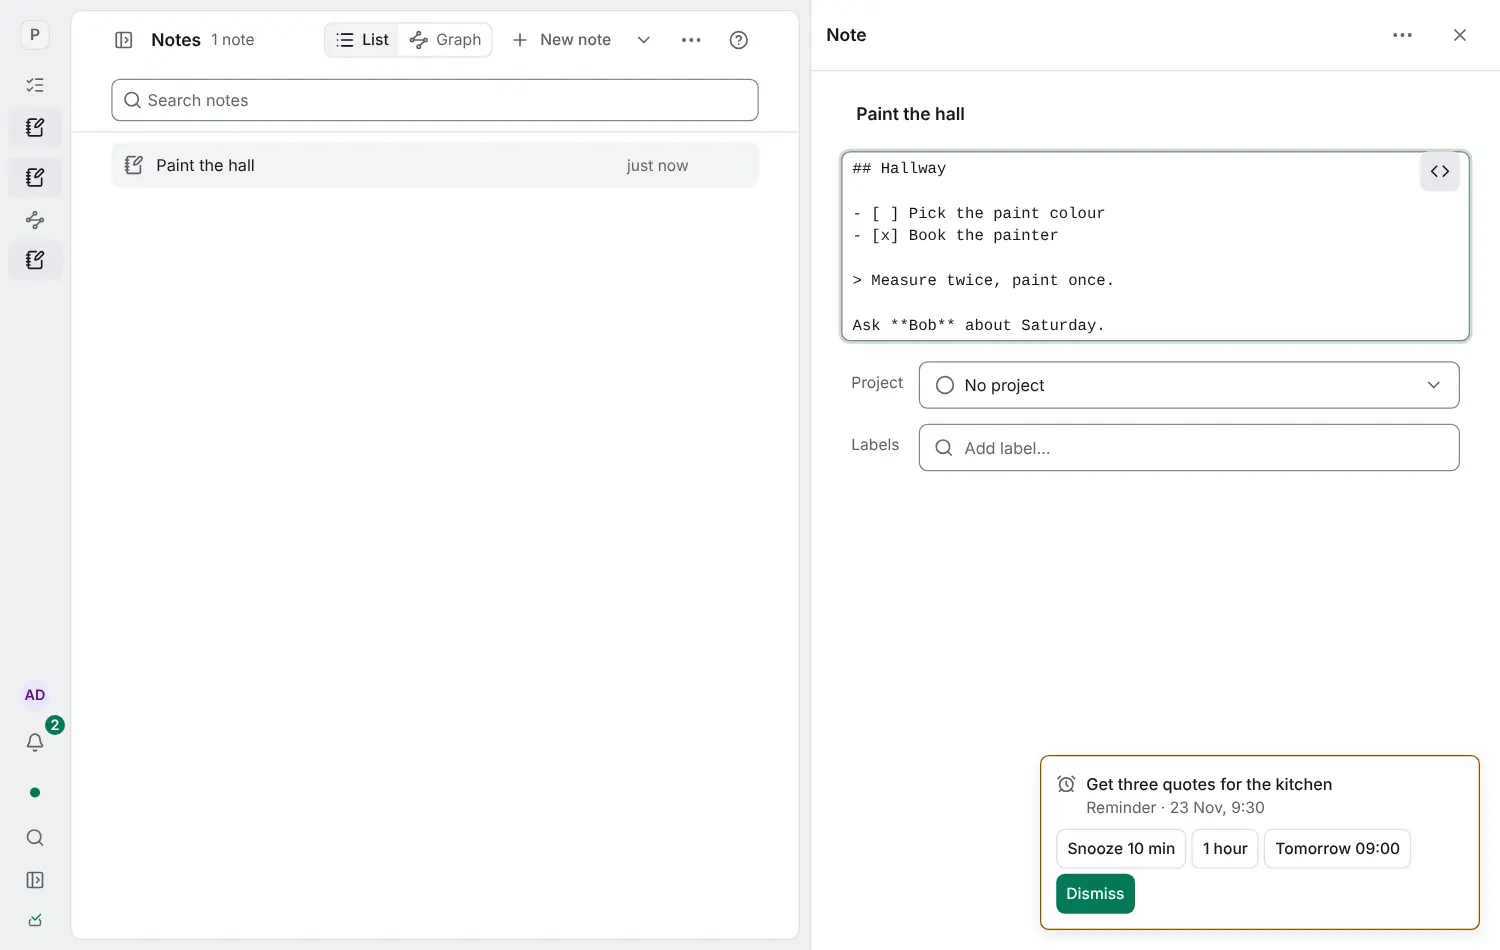 P
Notes 1 note
List
Graph
New note
Search notes
Paint the hall just now
AD
2
Note
Paint the hall
## Hallway
- [ ] Pick the paint colour
- [x] Book the painter
> Measure twice, paint once.
Ask **Bob** about Saturday.
Project No project
Labels Add label...
Get three quotes for the kitchen
Reminder · 23 Nov, 9:30
Snooze 10 min 1 hour Tomorrow 09:00
Dismiss